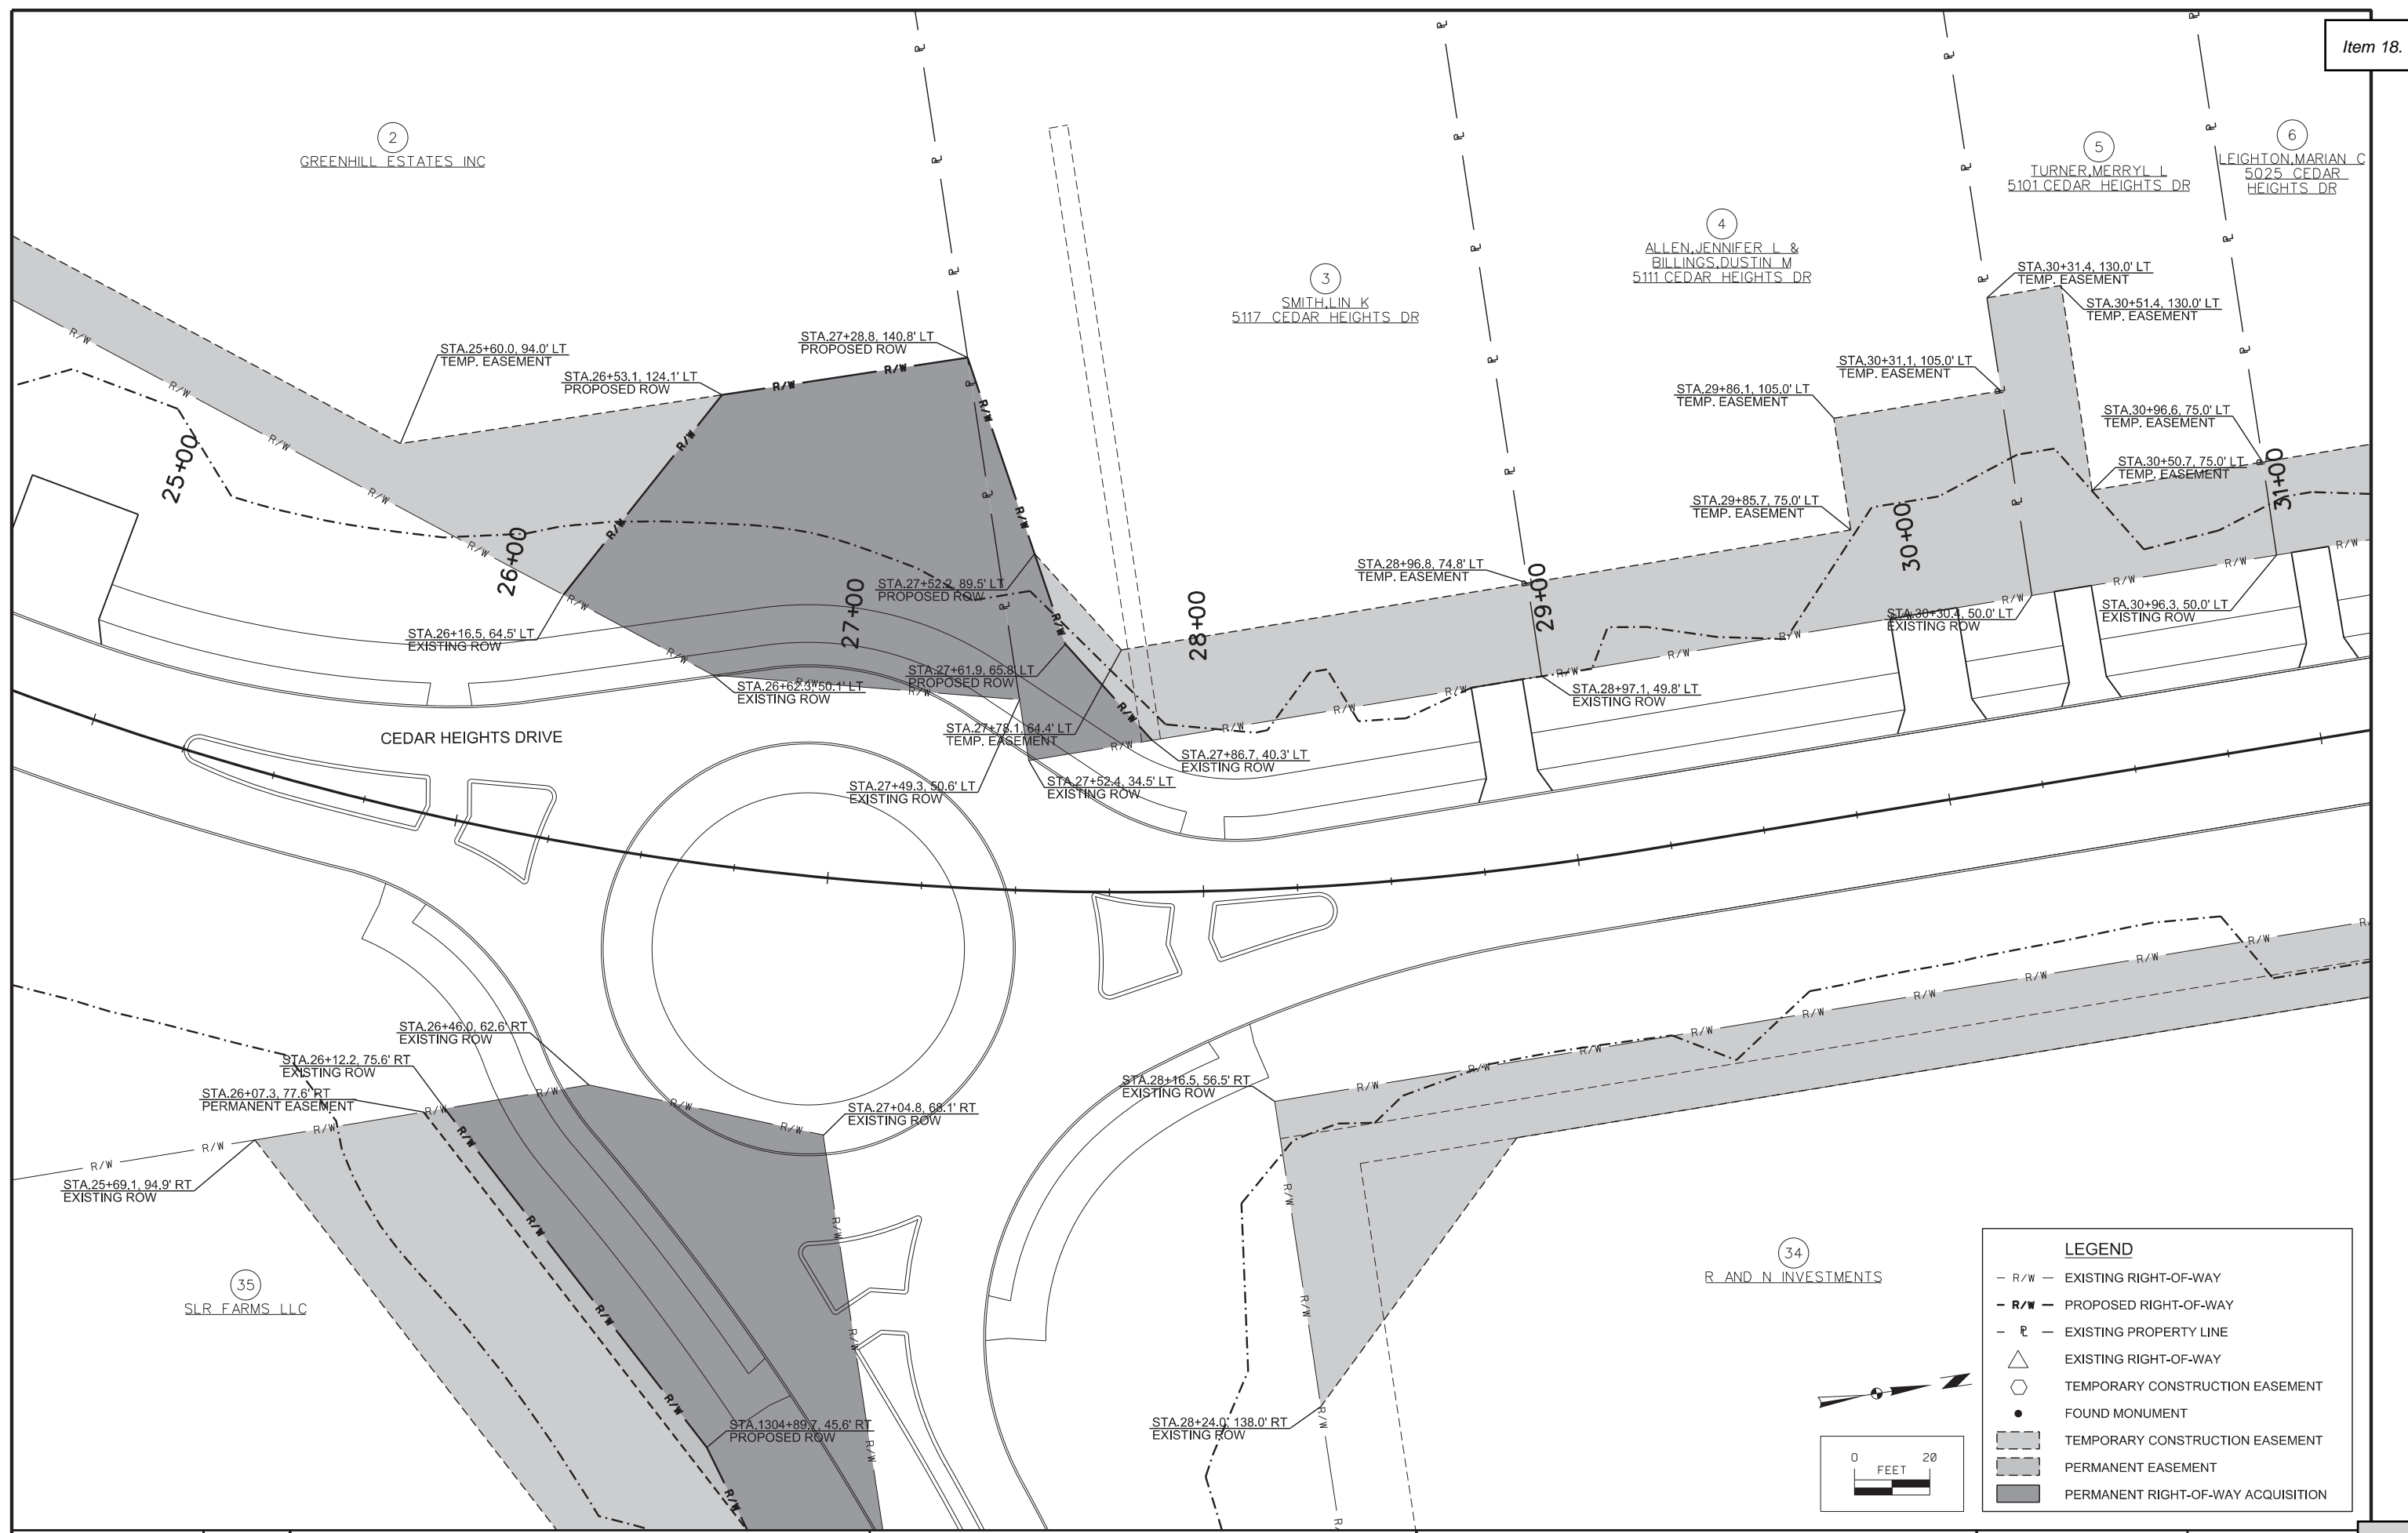 Item 18.
2
GREENHILL ESTATES INC
3
SMITH,LIN K
5117 CEDAR HEIGHTS DR
4
ALLEN,JENNIFER L &
BILLINGS,DUSTIN M
5111 CEDAR HEIGHTS DR
5
TURNER,MERRYL L
5101 CEDAR HEIGHTS DR
6
LEIGHTON,MARIAN C
5025 CEDAR
HEIGHTS DR
STA.25+60.0, 94.0' LT
TEMP. EASEMENT
STA.26+53.1, 124.1' LT
PROPOSED ROW
STA.27+28.8, 140.8' LT
PROPOSED ROW
STA.30+31.4, 130.0' LT
TEMP. EASEMENT
STA.30+51.4, 130.0' LT
TEMP. EASEMENT
STA.30+31.1, 105.0' LT
TEMP. EASEMENT
STA.29+86.1, 105.0' LT
TEMP. EASEMENT
STA.30+96.6, 75.0' LT
TEMP. EASEMENT
STA.30+50.7, 75.0' LT
TEMP. EASEMENT
STA.29+85.7, 75.0' LT
TEMP. EASEMENT
STA.28+96.8, 74.8' LT
TEMP. EASEMENT
25+00
26+00
27+00
28+00
29+00
30+00
31+00
STA.27+52.2, 89.5' LT
PROPOSED ROW
STA.26+16.5, 64.5' LT
EXISTING ROW
STA.27+61.9, 65.8' LT
PROPOSED ROW
STA.26+62.3, 50.1' LT
EXISTING ROW
STA.30+30.4, 50.0' LT
EXISTING ROW
STA.30+96.3, 50.0' LT
EXISTING ROW
STA.28+97.1, 49.8' LT
EXISTING ROW
STA.27+78.1, 64.4' LT
TEMP. EASEMENT
STA.27+86.7, 40.3' LT
EXISTING ROW
STA.27+49.3, 50.6' LT
EXISTING ROW
STA.27+52.4, 34.5' LT
EXISTING ROW
CEDAR HEIGHTS DRIVE
STA.26+46.0, 62.6' RT
EXISTING ROW
STA.26+12.2, 75.6' RT
EXISTING ROW
STA.26+07.3, 77.6' RT
PERMANENT EASEMENT
STA.25+69.1, 94.9' RT
EXISTING ROW
STA.27+04.8, 68.1' RT
EXISTING ROW
STA.28+16.5, 56.5' RT
EXISTING ROW
35
SLR FARMS LLC
34
R AND N INVESTMENTS
STA.1304+89.7, 45.6' RT
PROPOSED ROW
STA.28+24.0, 138.0' RT
EXISTING ROW
LEGEND
R/W EXISTING RIGHT-OF-WAY
R/W PROPOSED RIGHT-OF-WAY
EXISTING PROPERTY LINE
EXISTING RIGHT-OF-WAY
TEMPORARY CONSTRUCTION EASEMENT
FOUND MONUMENT
TEMPORARY CONSTRUCTION EASEMENT
PERMANENT EASEMENT
PERMANENT RIGHT-OF-WAY ACQUISITION
0 20
FEET